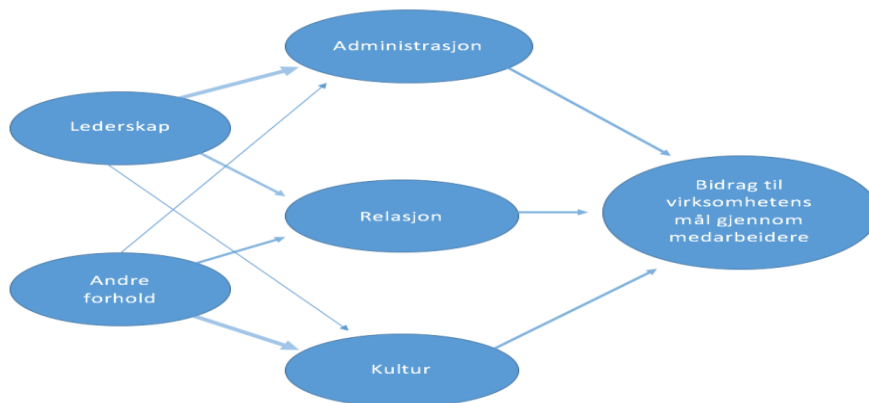 Administrasjon
Lederskap
Relasjon
Bidrag til
virksomhetens
mål gjennom
medarbeidere
Andre
forhold
Kultur